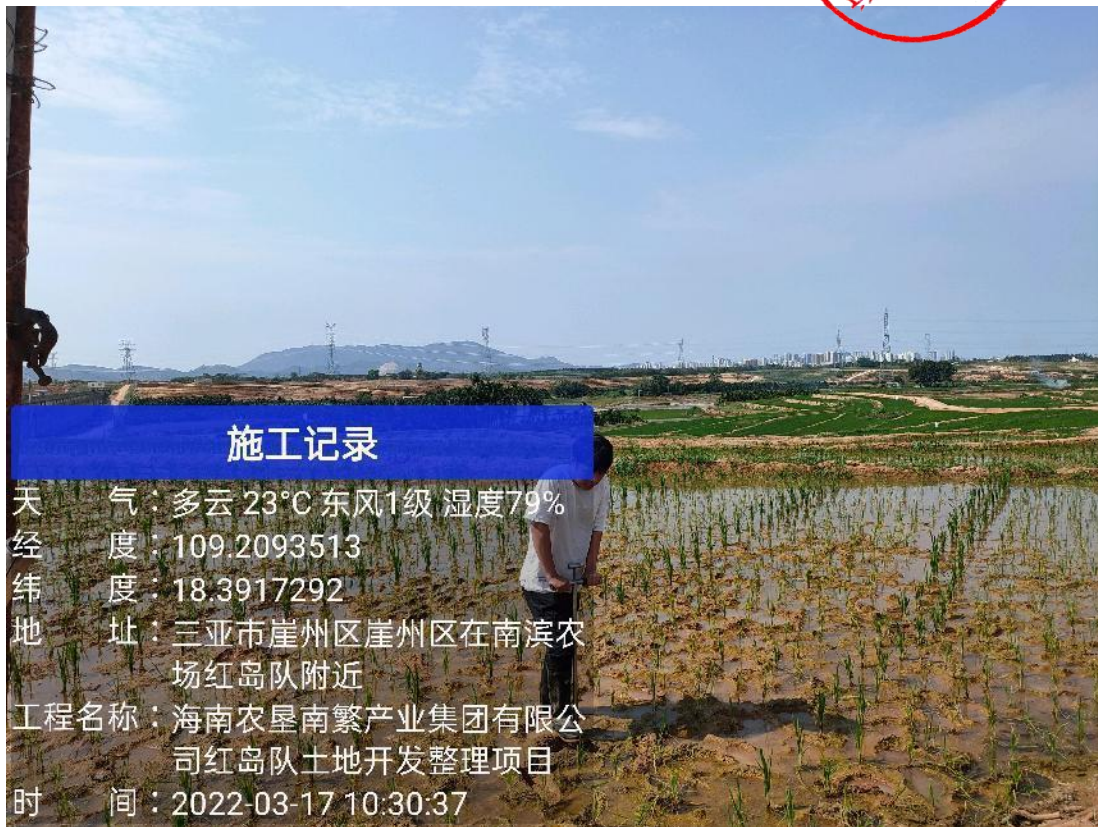 施工记录
天 气：多云 23°C 东风1级 湿度79%
经 度：109.2093513
纬 度：18.3917292
地 址：三亚市崖州区崖州区在南滨农
场红岛队附近
工程名称：海南农垦南繁产业集团有限公
司红岛队土地开发整理项目
时 间：2022-03-17 10:30:37